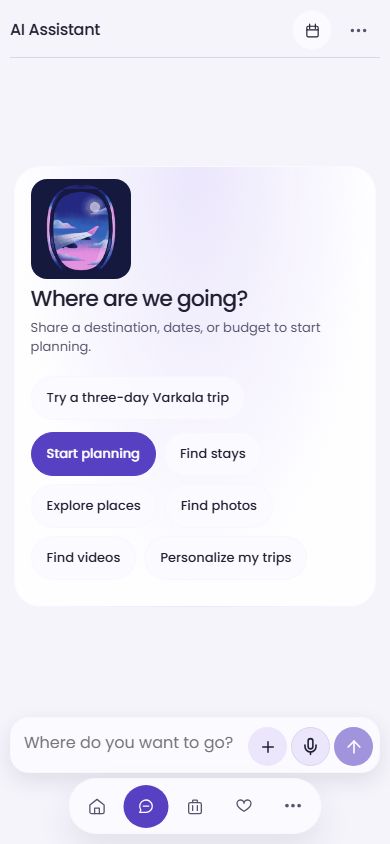 AI Assistant
Where are we going?
Share a destination, dates, or budget to start
planning.
Try a three-day Varkala trip
Start planning
Find stays
Explore places
Find photos
Find videos
Personalize my trips
Where do you want to go?